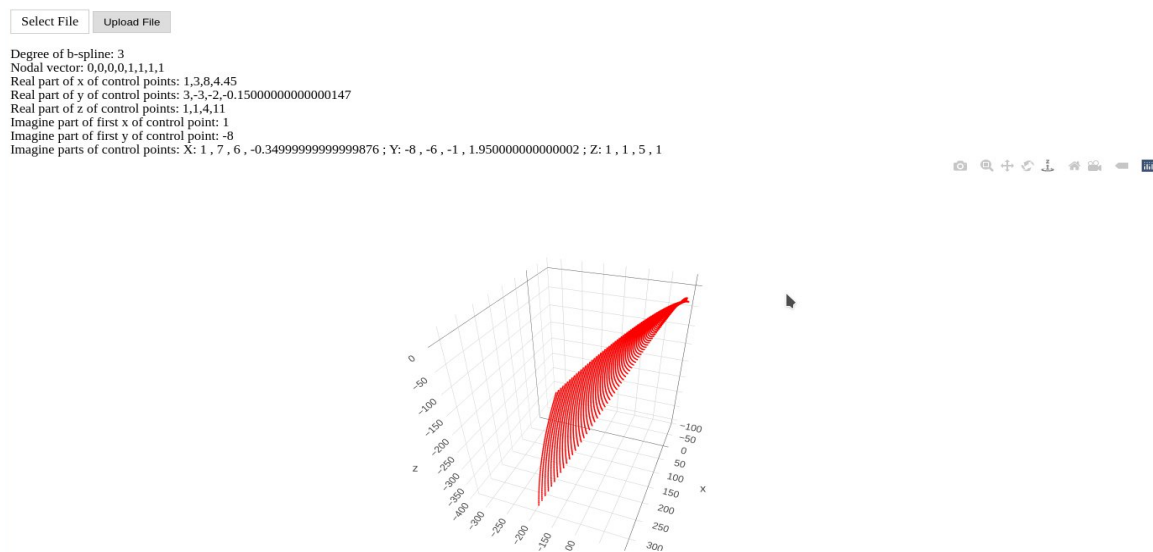 Select File Upload File
Degree of b-spline: 3
Nodal vector: 0,0,0,0,1,1,1,1
Real part of x of control points: 1,3,8,4.45
Real part of y of control points: 3,-3,-2,-0.15000000000000147
Real part of z of control points: 1,1,4,11
Imagine part of first x of control point: 1
Imagine part of first y of control point: -8
Imagine parts of control points: X: 1 , 7 , 6 , -0.34999999999999876 ; Y: -8 , -6 , -1 , 1.950000000000002 ; Z: 1 , 1 , 5 , 1
0
−50
−100
−150
−200
−250
−300
−350
−400
z
−300
−250
−200
−150
−100
−50
0
50
100
150
200
250
300
x